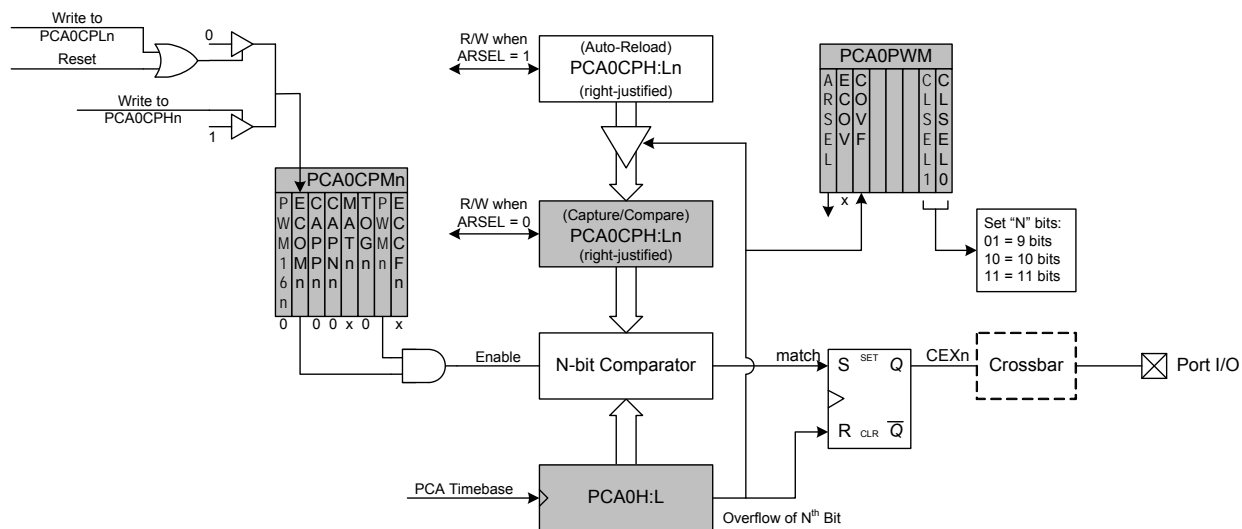 Write to
PCA0CPLn
Reset
0
Write to
PCA0CPHn
1
R/W when
ARSEL = 1
(Auto-Reload)
PCA0CPH:Ln
(right-justified)
PCA0PWM
ARSEL
ECOV
COVF
CLSEL1
CLSEL0
x
Set “N” bits:
01 = 9 bits
10 = 10 bits
11 = 11 bits
PCA0CPMn
PWM16n
ECOMn
CAPPn
CAPNn
MATn
TOGn
PWMn
ECCFn
0 0 0 x 0 x
R/W when
ARSEL = 0
(Capture/Compare)
PCA0CPH:Ln
(right-justified)
Enable
N-bit Comparator
match
S SET Q
R CLR Q
CEXn
Crossbar
Port I/O
PCA Timebase
PCA0H:L
Overflow of Nth Bit